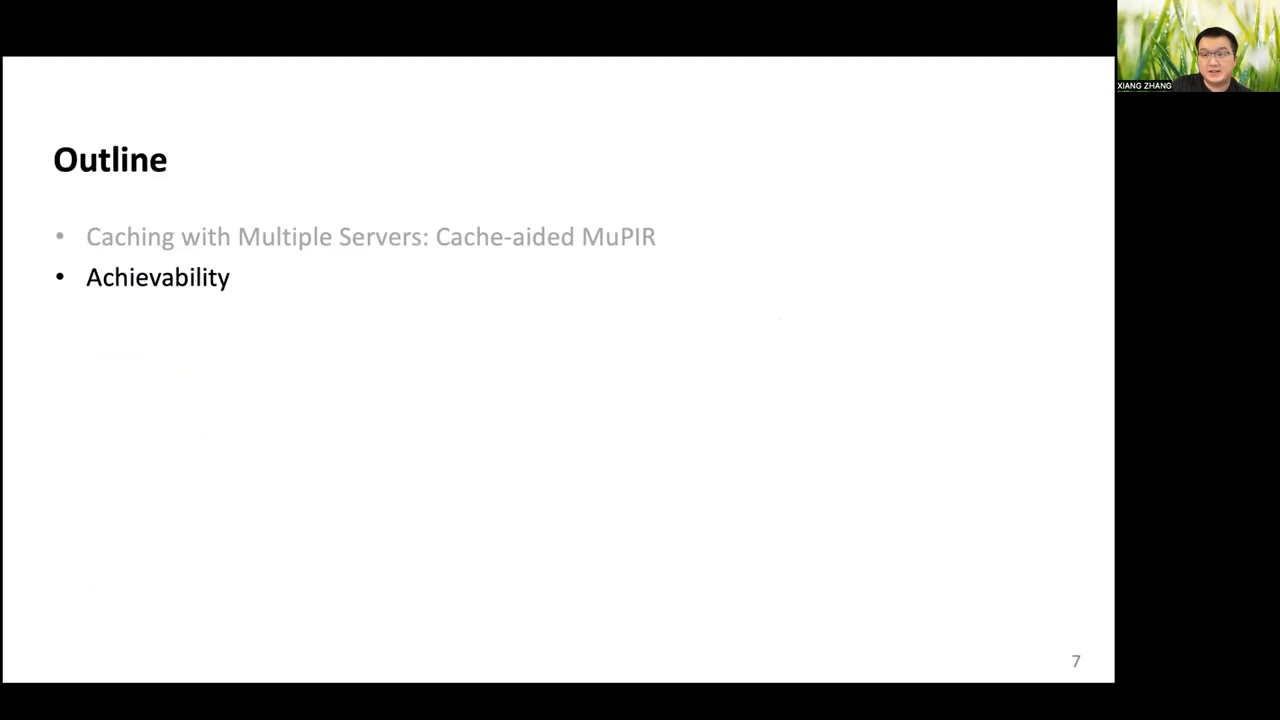 XIANG ZHANG
Outline
• Caching with Multiple Servers: Cache-aided MuPIR
• Achievability
7